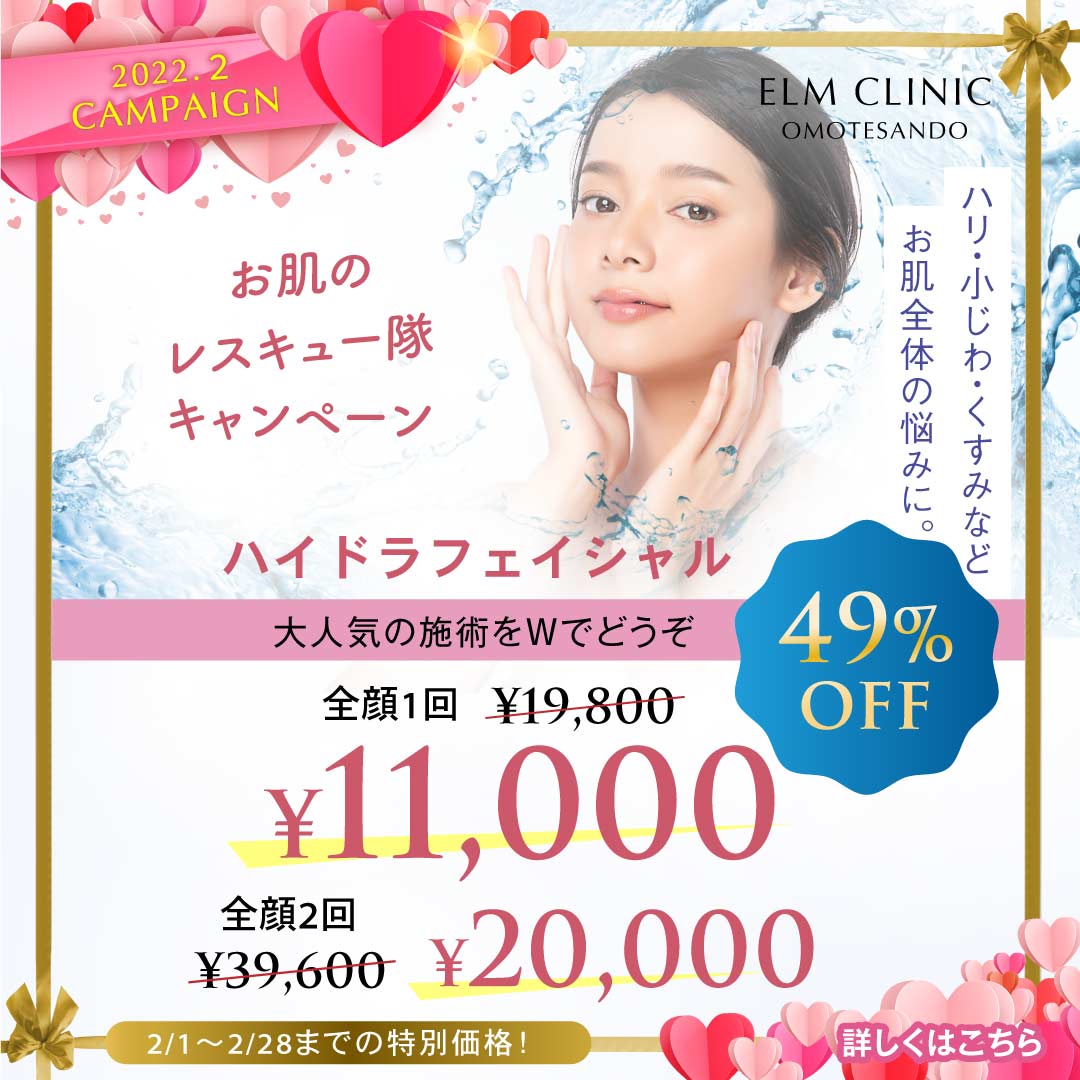 2022.2
CAMPAIGN
ELM CLINIC
OMOTESANDO
ハリ・小じわ・くすみなど
お肌全体の悩みに。
お肌の
レスキュー隊
キャンペーン
ハイドラフェイシャル
大人気の施術をWでどうぞ
49%
OFF
全顔1回 ¥19,800
¥11,000
全顔2回
¥39,600
¥20,000
2/1～2/28までの特別価格!
詳しくはこちら